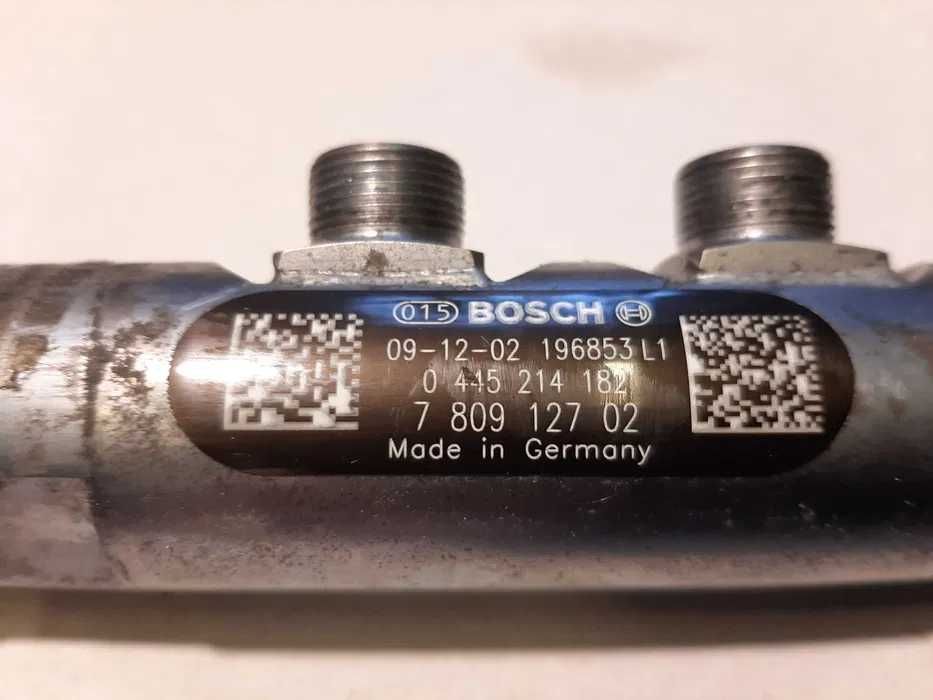 015 BOSCH
09-12-02 196853 L1
0 445 214 182
7 809 127 02
Made in Germany